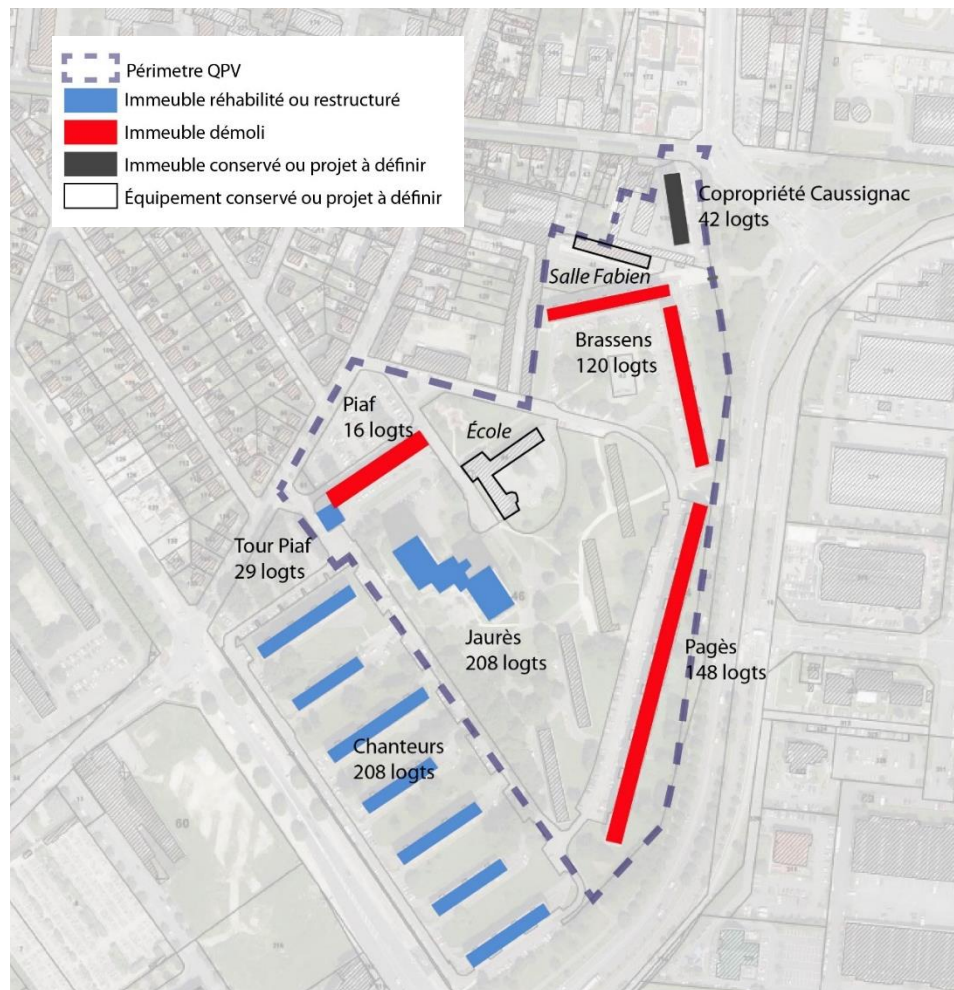 Périmetre QPV
Immeuble réhabilité ou restructuré
Immeuble démoli
Immeuble conservé ou projet à définir
Équipement conservé ou projet à définir
Copropriété Caussignac
42 logts
Salle Fabien
Brassens
120 logts
Piaf
16 logts
École
Tour Piaf
29 logts
46
Jaurès
208 logts
Pagès
148 logts
Chanteurs
208 logts
60